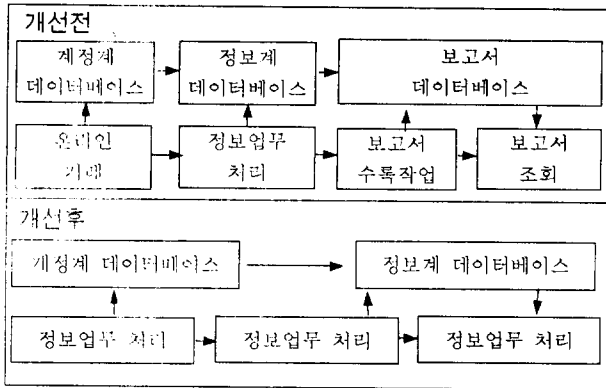 개선전
계정계 정보계 보고서
데이터베이스 데이터베이스 데이터베이스
온라인 정보업무 보고서 보고서
거래 처리 수록작업 조회
개선후
계정계 데이터베이스 정보계 데이터베이스
정보업무 처리 정보업무 처리 정보업무 처리